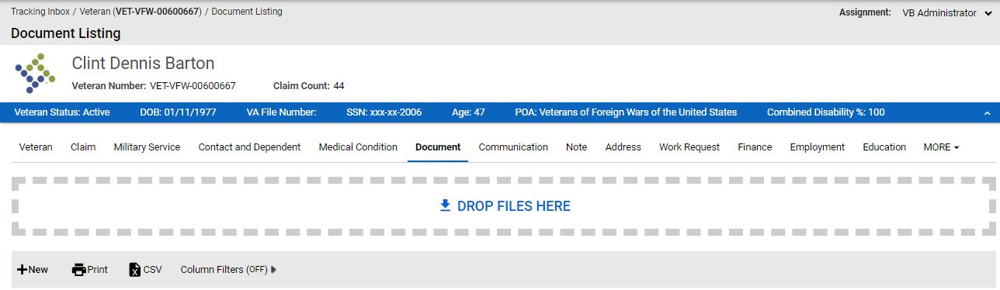 Tracking Inbox / Veteran (VET-VFW-00600667) / Document Listing
Assignment: VB Administrator
Document Listing
Clint Dennis Barton
Veteran Number: VET-VFW-00600667 Claim Count: 44
Veteran Status: Active DOB: 01/11/1977 VA File Number: SSN: xxx-xx-2006 Age: 47 POA: Veterans of Foreign Wars of the United States Combined Disability %: 100
Veteran Claim Military Service Contact and Dependent Medical Condition Document Communication Note Address Work Request Finance Employment Education MORE
DROP FILES HERE
New Print CSV Column Filters (OFF)